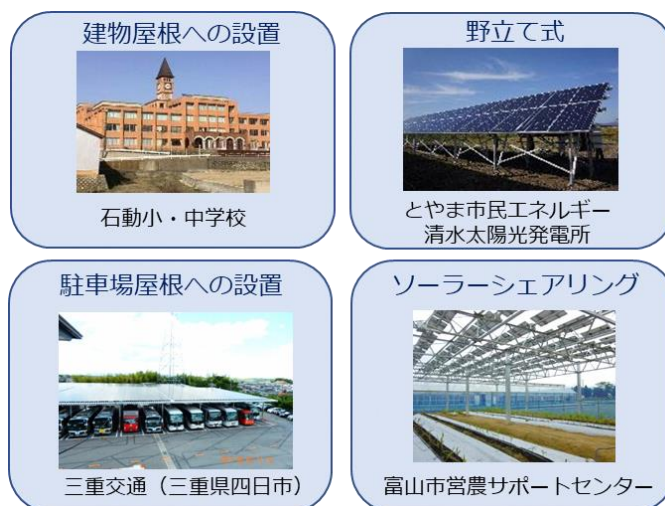 建物屋根への設置
石動小・中学校
野立て式
とやま市民エネルギー
清水太陽光発電所
駐車場屋根への設置
三重交通（三重県四日市）
ソーラーシェアリング
富山市営農サポートセンター